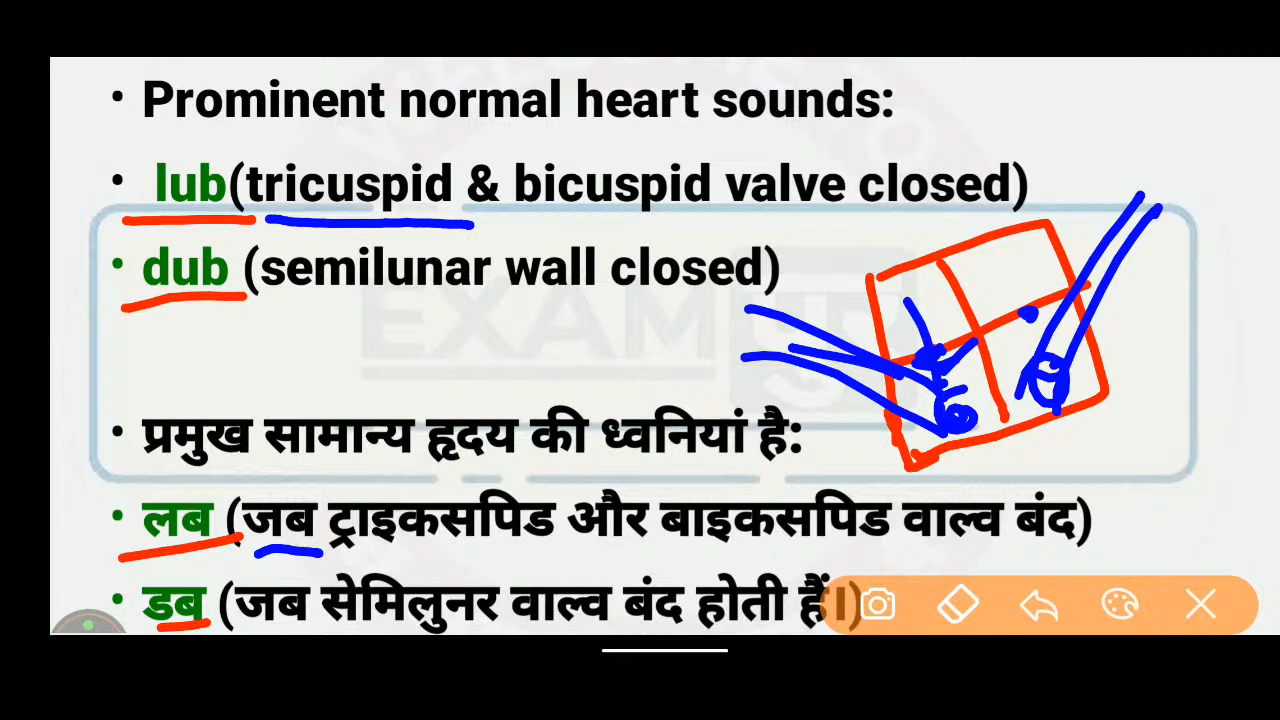 • Prominent normal heart sounds:
• lub(tricuspid & bicuspid valve closed)
• dub (semilunar wall closed)
EXAM
• प्रमुख सामान्य हृदय की ध्वनियां है:
• लब (जब ट्राइकसपिड और बाइकसपिड वाल्व बंद)
• डब (जब सेमिलुनर वाल्व बंद होती हैं।)